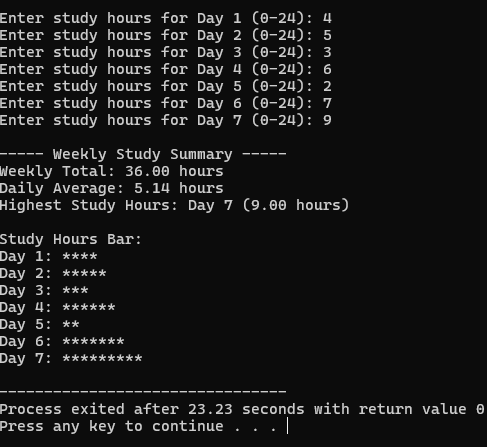 Enter study hours for Day 1 (0-24): 4
Enter study hours for Day 2 (0-24): 5
Enter study hours for Day 3 (0-24): 3
Enter study hours for Day 4 (0-24): 6
Enter study hours for Day 5 (0-24): 2
Enter study hours for Day 6 (0-24): 7
Enter study hours for Day 7 (0-24): 9
----- Weekly Study Summary -----
Weekly Total: 36.00 hours
Daily Average: 5.14 hours
Highest Study Hours: Day 7 (9.00 hours)
Study Hours Bar:
Day 1: ****
Day 2: *****
Day 3: ***
Day 4: ******
Day 5: **
Day 6: *******
Day 7: *********
--------------------------------
Process exited after 23.23 seconds with return value 0
Press any key to continue . . .